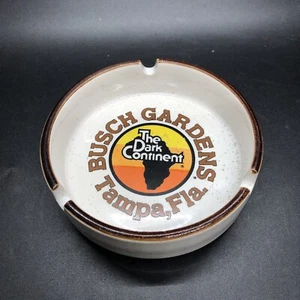 BUSCH GARDENS
The
Dark
Continent
Tampa, Fla.